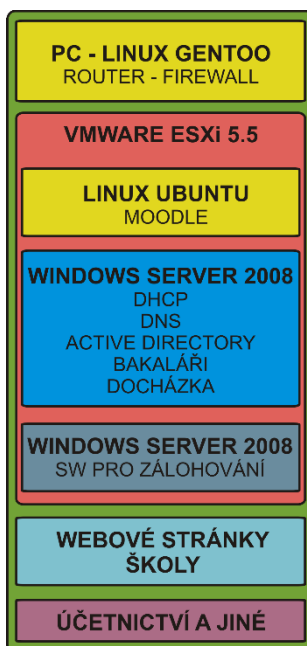 PC - LINUX GENTOO
ROUTER - FIREWALL
VMWARE ESXi 5.5
LINUX UBUNTU
MOODLE
WINDOWS SERVER 2008
DHCP
DNS
ACTIVE DIRECTORY
BAKALÁŘI
DOCHÁZKA
WINDOWS SERVER 2008
SW PRO ZÁLOHOVÁNÍ
WEBOVÉ STRÁNKY
ŠKOLY
ÚČETNICTVÍ A JINÉ